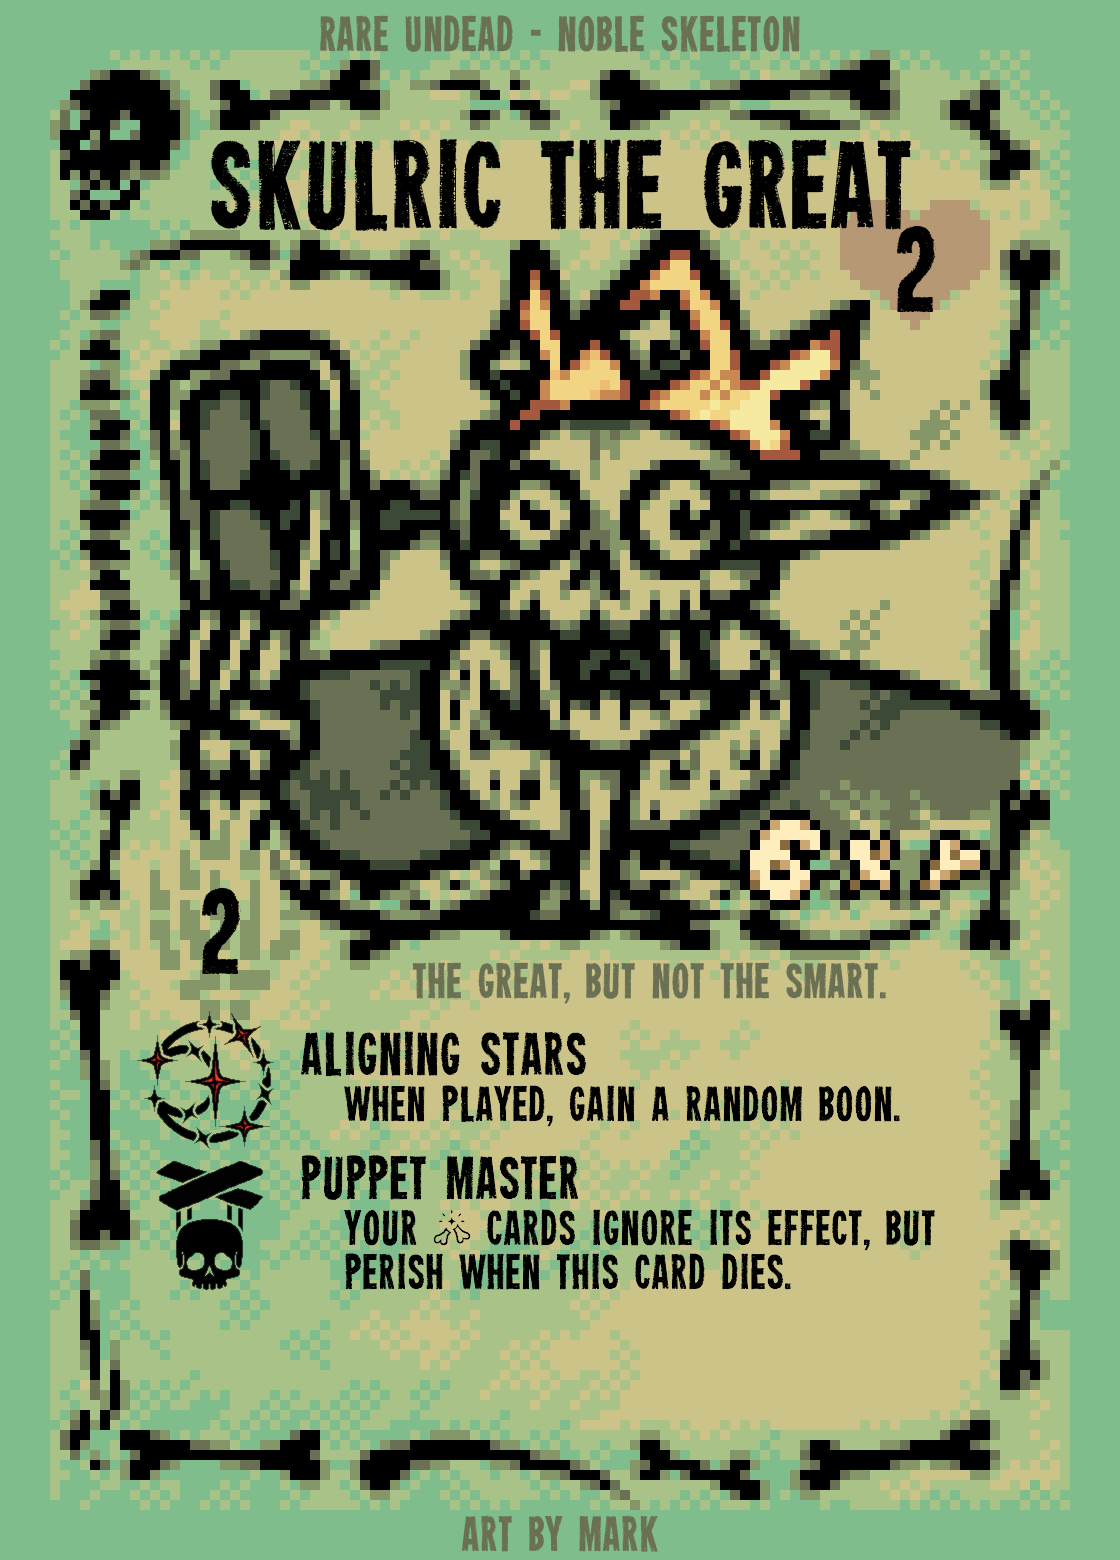 RARE UNDEAD - NOBLE SKELETON
SKULRIC THE GREAT
2
6 X
2
THE GREAT, BUT NOT THE SMART.
ALIGNING STARS
WHEN PLAYED, GAIN A RANDOM BOON.
PUPPET MASTER
YOUR CARDS IGNORE ITS EFFECT, BUT
PERISH WHEN THIS CARD DIES.
ART BY MARK